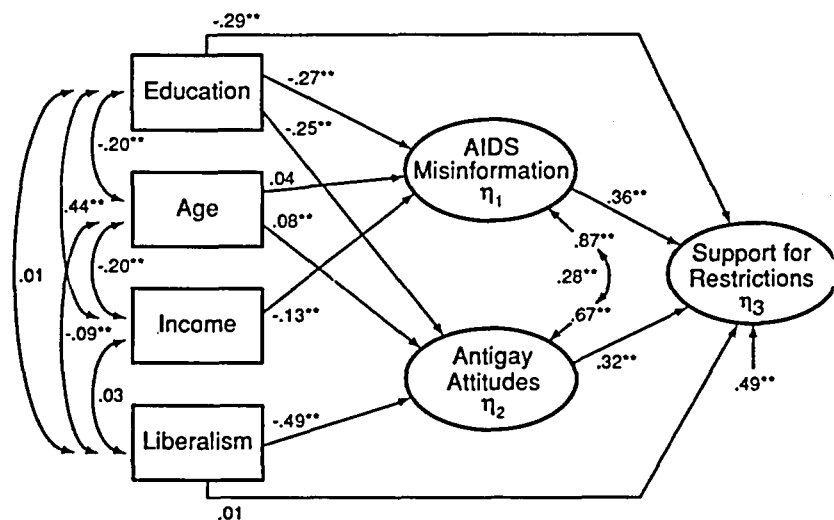 -.29**
Education
-.27**
-.25**
AIDS
Misinformation
η1
-.20**
Age
.04
.08**
.36**
.44**
.87**
Support for
Restrictions
η3
.01
-.20**
.28**
Income
-.13**
.67**
-.09**
Antigay
Attitudes
η2
.32**
.49**
.03
Liberalism
-.49**
.01